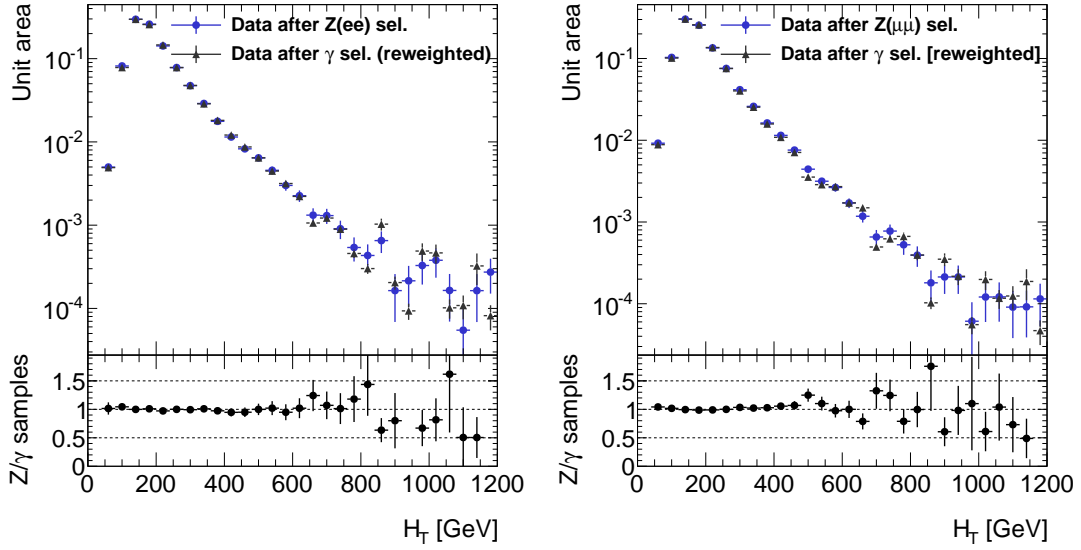 Data after Z(ee) sel.
Data after γ sel. (reweighted)
Unit area
10⁻¹
10⁻²
10⁻³
10⁻⁴
Z/γ samples
1.5
1
0.5
0
0 200 400 600 800 1000 1200
H_T [GeV]
Data after Z(μμ) sel.
Data after γ sel. [reweighted]
Unit area
10⁻¹
10⁻²
10⁻³
10⁻⁴
Z/γ samples
1.5
1
0.5
0
0 200 400 600 800 1000 1200
H_T [GeV]